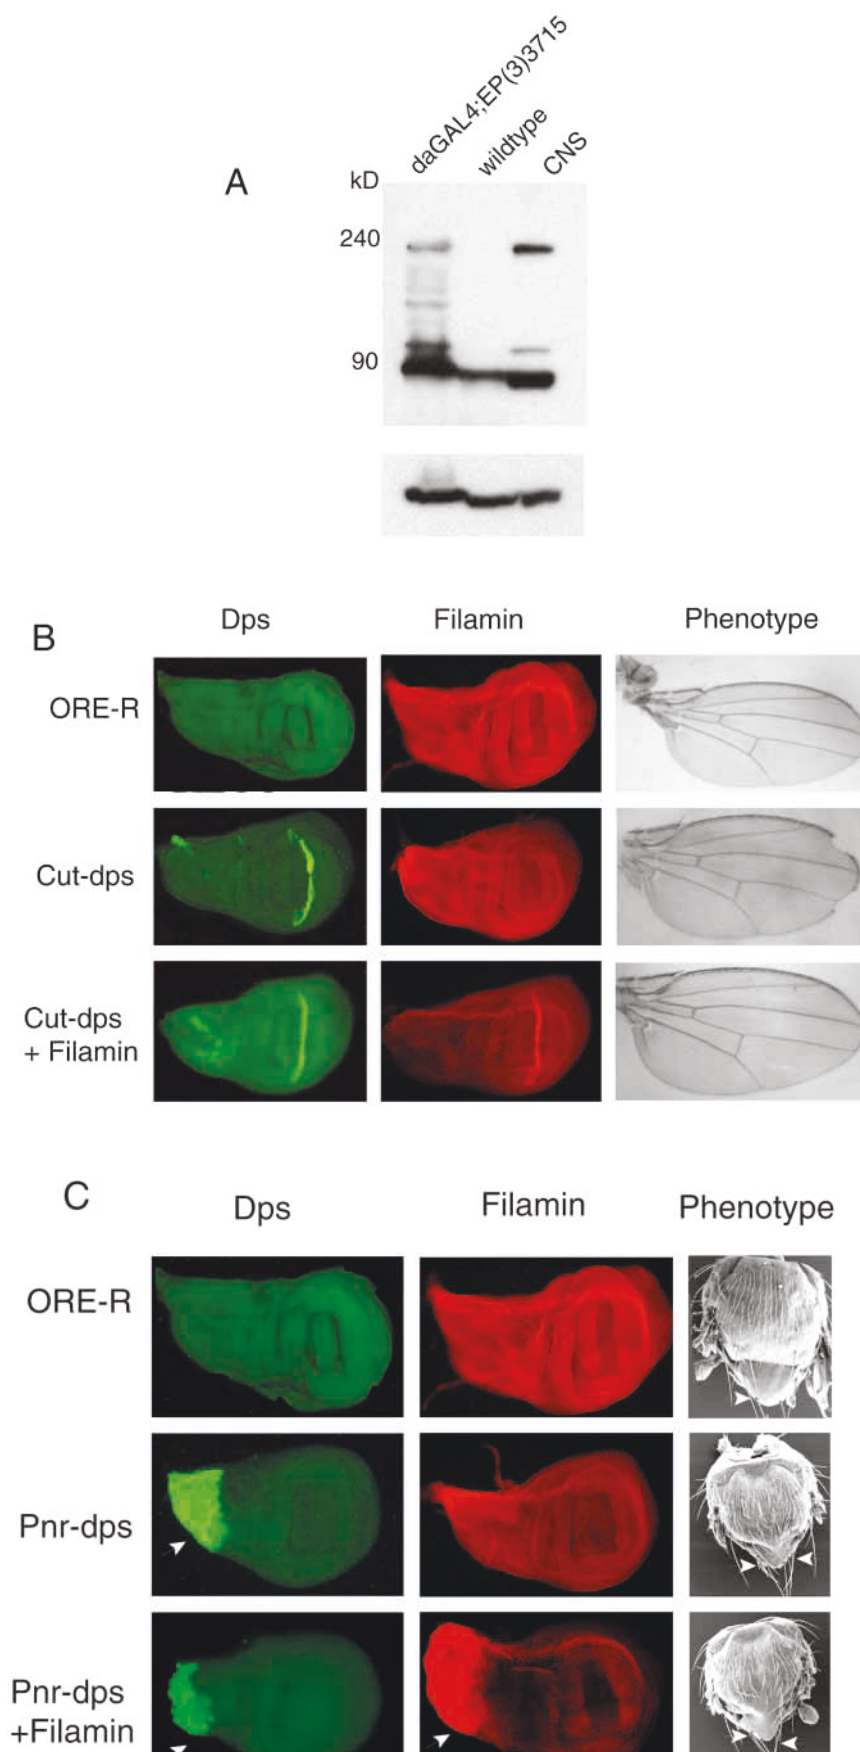 A
daGAL4;EP(3)3715
wildtype
CNS
kD
240
90
B
Dps Filamin Phenotype
ORE-R
Cut-dps
Cut-dps
+ Filamin
C
Dps Filamin Phenotype
ORE-R
Pnr-dps
Pnr-dps
+Filamin